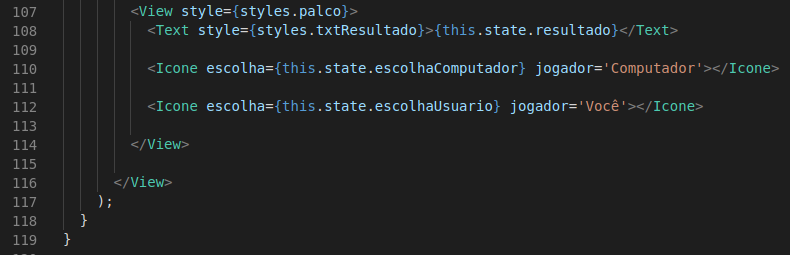 107 <View style={styles.palco}>
108 <Text style={styles.txtResultado}>{this.state.resultado}</Text>
109
110 <Icone escolha={this.state.escolhaComputador} jogador='Computador'></Icone>
111
112 <Icone escolha={this.state.escolhaUsuario} jogador='Você'></Icone>
113
114 </View>
115
116 </View>
117 );
118 }
119 }